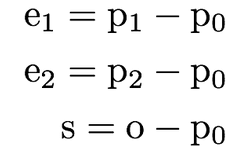 e₁ = p₁ − p₀
e₂ = p₂ − p₀
s = o − p₀